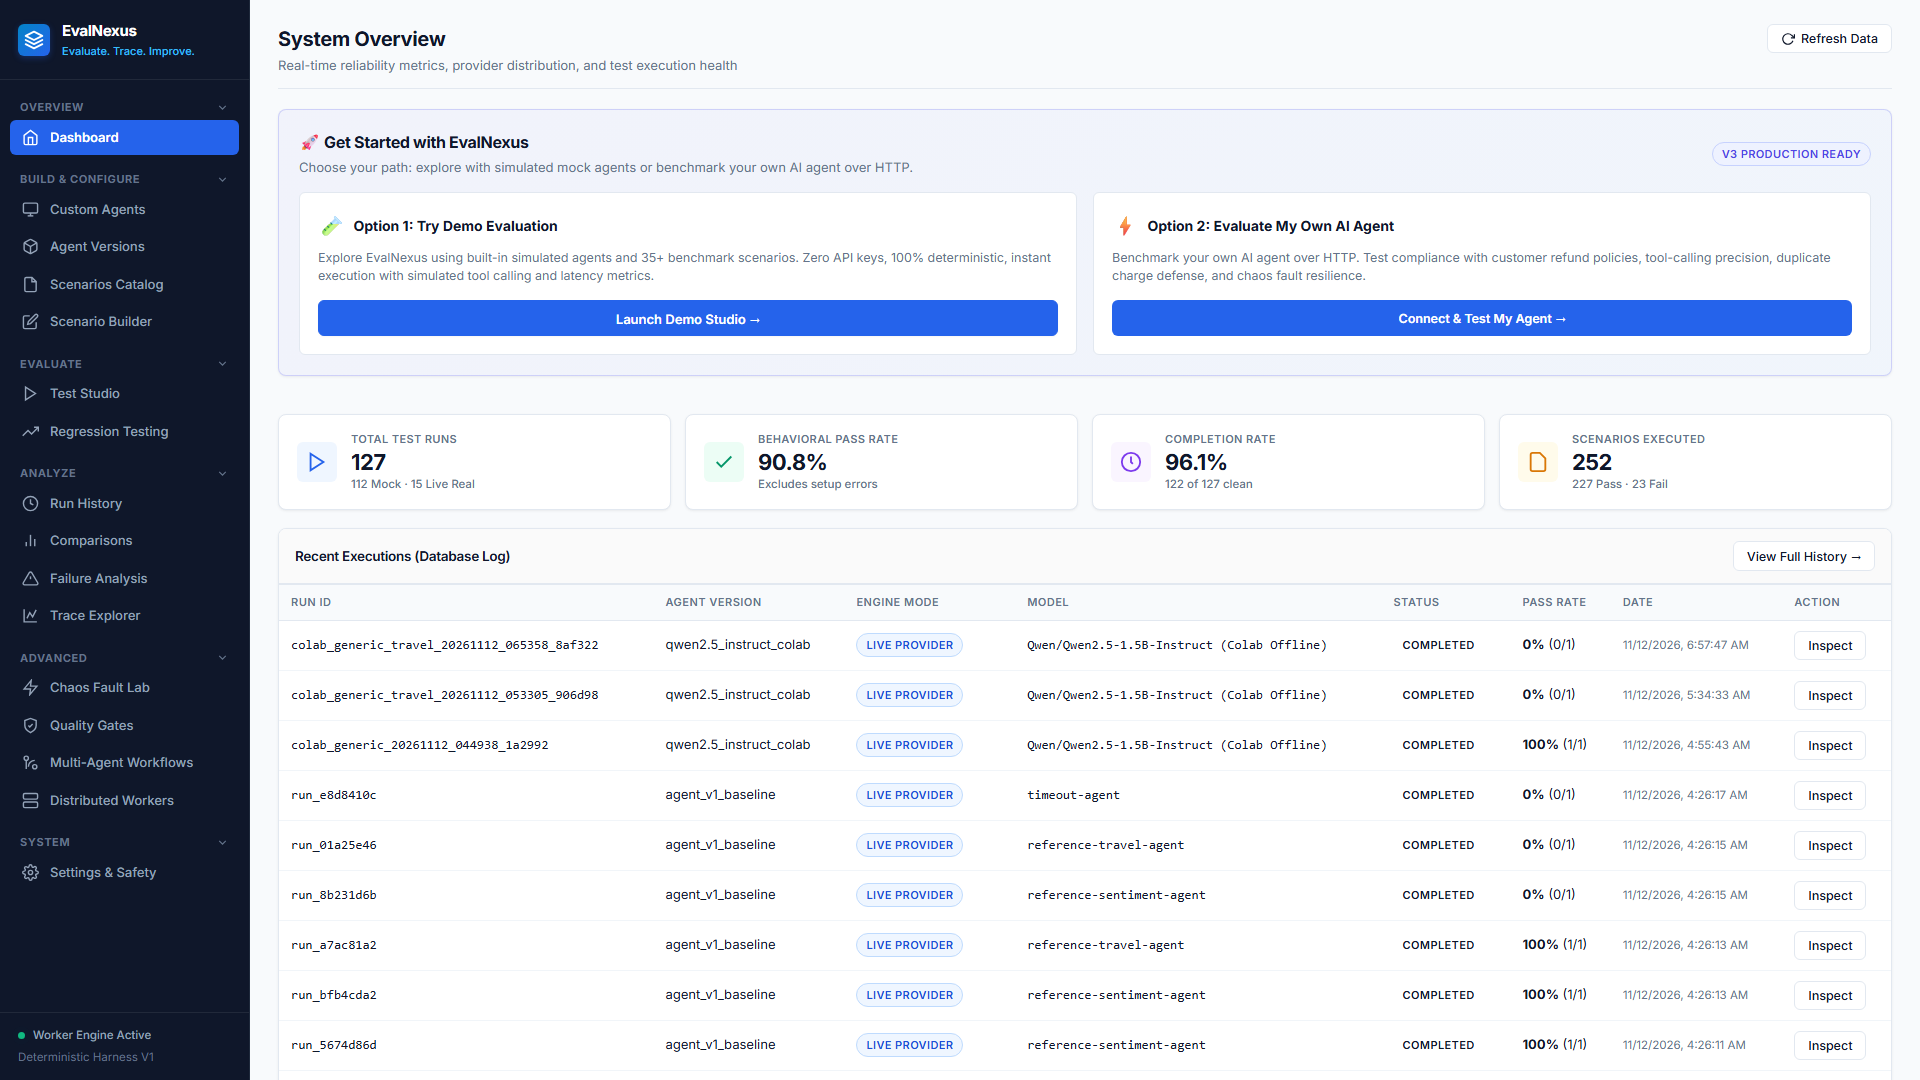 EvalNexus
Evaluate. Trace. Improve.
OVERVIEW
Dashboard
BUILD & CONFIGURE
Custom Agents
Agent Versions
Scenarios Catalog
Scenario Builder
EVALUATE
Test Studio
Regression Testing
ANALYZE
Run History
Comparisons
Failure Analysis
Trace Explorer
ADVANCED
Chaos Fault Lab
Quality Gates
Multi-Agent Workflows
Distributed Workers
SYSTEM
Settings & Safety
Worker Engine Active
Deterministic Harness V1
System Overview
Real-time reliability metrics, provider distribution, and test execution health
Refresh Data
🚀 Get Started with EvalNexus
Choose your path: explore with simulated mock agents or benchmark your own AI agent over HTTP.
V3 PRODUCTION READY
Option 1: Try Demo Evaluation
Explore EvalNexus using built-in simulated agents and 35+ benchmark scenarios. Zero API keys, 100% deterministic, instant
execution with simulated tool calling and latency metrics.
Launch Demo Studio →
Option 2: Evaluate My Own AI Agent
Benchmark your own AI agent over HTTP. Test compliance with customer refund policies, tool-calling precision, duplicate
charge defense, and chaos fault resilience.
Connect & Test My Agent →
TOTAL TEST RUNS
127
112 Mock · 15 Live Real
BEHAVIORAL PASS RATE
90.8%
Excludes setup errors
COMPLETION RATE
96.1%
122 of 127 clean
SCENARIOS EXECUTED
252
227 Pass · 23 Fail
Recent Executions (Database Log)
View Full History →
RUN ID AGENT VERSION ENGINE MODE MODEL STATUS PASS RATE DATE ACTION
colab_generic_travel_20261112_065358_8af322 qwen2.5_instruct_colab LIVE PROVIDER Qwen/Qwen2.5-1.5B-Instruct (Colab Offline) COMPLETED 0% (0/1) 11/12/2026, 6:57:47 AM Inspect
colab_generic_travel_20261112_053305_906d98 qwen2.5_instruct_colab LIVE PROVIDER Qwen/Qwen2.5-1.5B-Instruct (Colab Offline) COMPLETED 0% (0/1) 11/12/2026, 5:34:33 AM Inspect
colab_generic_20261112_044938_1a2992 qwen2.5_instruct_colab LIVE PROVIDER Qwen/Qwen2.5-1.5B-Instruct (Colab Offline) COMPLETED 100% (1/1) 11/12/2026, 4:55:43 AM Inspect
run_e8d8410c agent_v1_baseline LIVE PROVIDER timeout-agent COMPLETED 0% (0/1) 11/12/2026, 4:26:17 AM Inspect
run_01a25e46 agent_v1_baseline LIVE PROVIDER reference-travel-agent COMPLETED 0% (0/1) 11/12/2026, 4:26:15 AM Inspect
run_8b231d6b agent_v1_baseline LIVE PROVIDER reference-sentiment-agent COMPLETED 0% (0/1) 11/12/2026, 4:26:15 AM Inspect
run_a7ac81a2 agent_v1_baseline LIVE PROVIDER reference-travel-agent COMPLETED 100% (1/1) 11/12/2026, 4:26:13 AM Inspect
run_bfb4cda2 agent_v1_baseline LIVE PROVIDER reference-sentiment-agent COMPLETED 100% (1/1) 11/12/2026, 4:26:13 AM Inspect
run_5674d86d agent_v1_baseline LIVE PROVIDER reference-sentiment-agent COMPLETED 100% (1/1) 11/12/2026, 4:26:11 AM Inspect